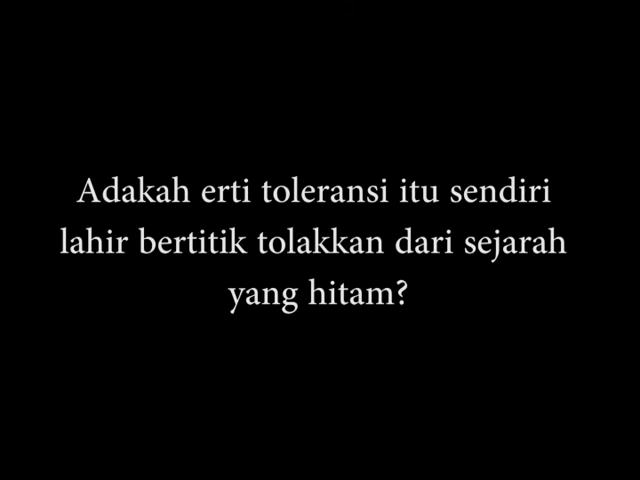 Adakah erti toleransi itu sendiri
lahir bertitik tolakkan dari sejarah
yang hitam?